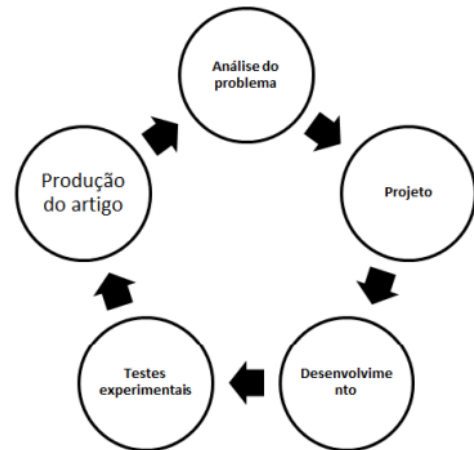 Análise do
problema
Projeto
Desenvolvime
nto
Testes
experimentais
Produção
do artigo